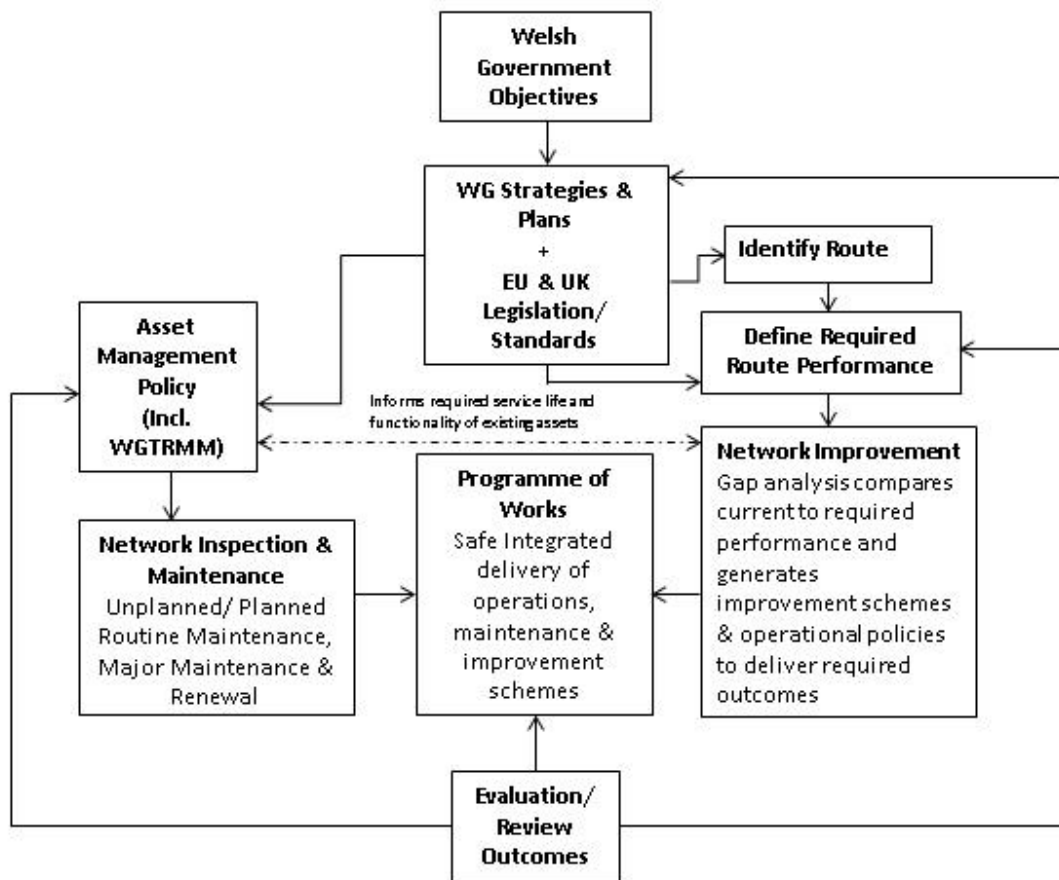 Welsh
Government
Objectives
WG Strategies &
Plans
+
EU & UK
Legislation/
Standards
Identify Route
Define Required
Route Performance
Asset
Management
Policy
(Incl.
WGTRMM)
Informs required service life and
functionality of existing assets
Network Inspection &
Maintenance
Unplanned/ Planned
Routine Maintenance,
Major Maintenance &
Renewal
Programme of
Works
Safe Integrated
delivery of
operations,
maintenance &
improvement
schemes
Network Improvement
Gap analysis compares
current to required
performance and
generates
improvement schemes
& operational policies
to deliver required
outcomes
Evaluation/
Review
Outcomes